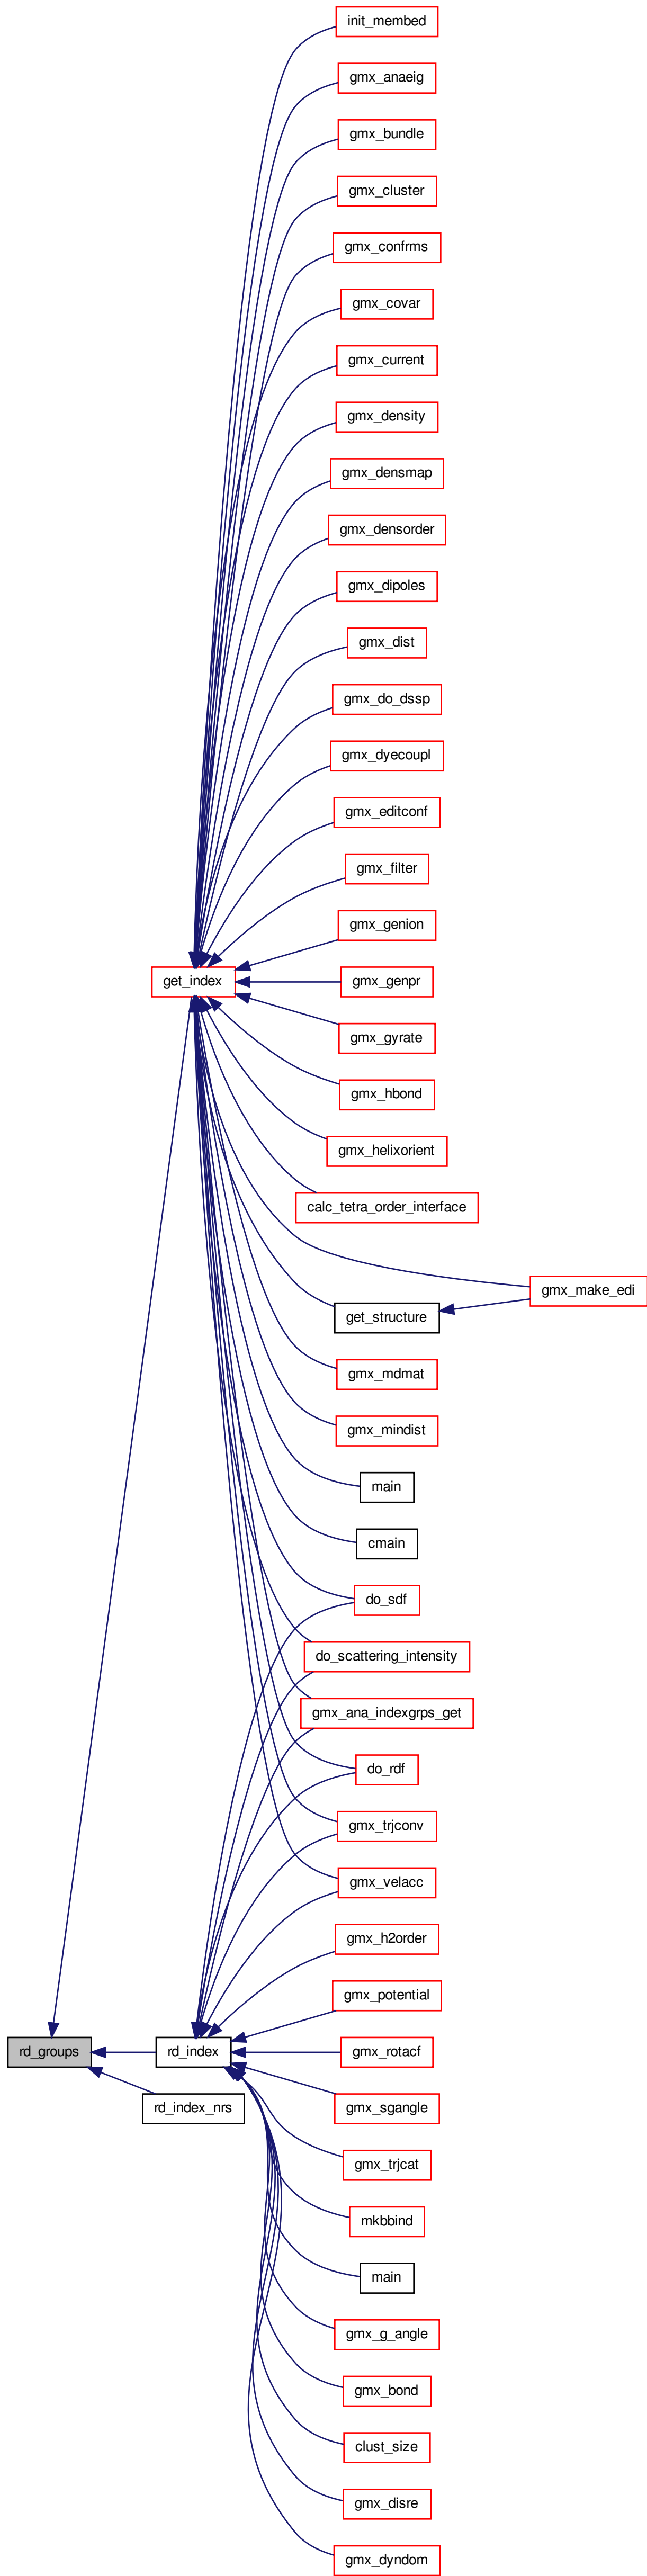 init_membed
gmx_anaeig
gmx_bundle
gmx_cluster
gmx_confrms
gmx_covar
gmx_current
gmx_density
gmx_densmap
gmx_densorder
gmx_dipoles
gmx_dist
gmx_do_dssp
gmx_dyecoupl
gmx_editconf
gmx_filter
gmx_genion
get_index
gmx_genpr
gmx_gyrate
gmx_hbond
gmx_helixorient
calc_tetra_order_interface
gmx_make_edi
get_structure
gmx_mdmat
gmx_mindist
main
cmain
do_sdf
do_scattering_intensity
gmx_ana_indexgrps_get
do_rdf
gmx_trjconv
gmx_velacc
gmx_h2order
gmx_potential
rd_groups
rd_index
gmx_rotacf
rd_index_nrs
gmx_sgangle
gmx_trjcat
mkbbind
main
gmx_g_angle
gmx_bond
clust_size
gmx_disre
gmx_dyndom